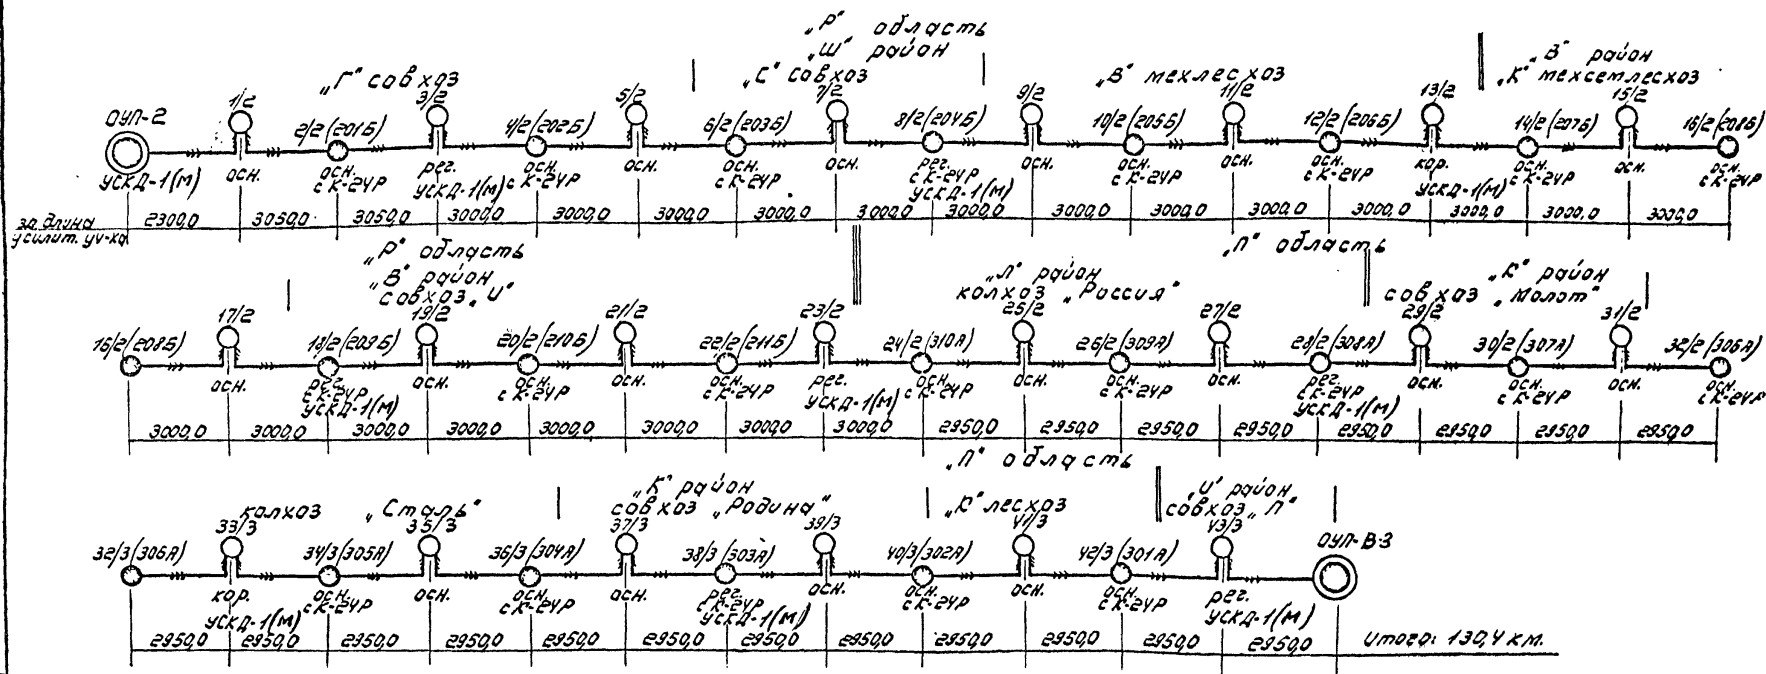 „Р" область
„Ш" район
„В" район
„Г" совхоз
„С" совхоз
„В" мехлесхоз
„К" мехсемлесхоз
ОУП-2
1/2
2/2 (201Б)
3/2
4/2 (202Б)
5/2
6/2 (203Б)
7/2
8/2 (204Б)
9/2
10/2 (205Б)
11/2
12/2 (206Б)
13/2
14/2 (207Б)
15/2
16/2 (208Б)
УСКД-1(М)
осн.
осн.
с К-24Р
рег.
УСКД-1(М)
осн.
с К-24Р
осн.
осн.
с К-24Р
осн.
рег.
с К-24Р
УСКД-1(М)
осн.
осн.
с К-24Р
осн.
осн.
с К-24Р
кор.
УСКД-1(М)
осн.
с К-24Р
осн.
осн.
с К-24Р
длина
усилит. уч-ка
2300,0 3050,0 3050,0 3000,0 3000,0 3000,0 3000,0 3000,0 3000,0 3000,0 3000,0 3000,0 3000,0 3000,0 3000,0 3000,0
„Р" область
„П" область
„В" район
совхоз „И"
„Л" район
колхоз „Россия"
„К" район
совхоз „Молот"
16/2 (208Б)
17/2
18/2 (209Б)
19/2
20/2 (210Б)
21/2
22/2 (211Б)
23/2
24/2 (310А)
25/2
26/2 (309А)
27/2
28/2 (308А)
29/2
30/2 (307А)
31/2
32/2 (306А)
осн.
рег.
с К-24Р
УСКД-1(М)
осн.
осн.
с К-24Р
осн.
осн.
с К-24Р
рег.
УСКД-1(М)
осн.
с К-24Р
осн.
осн.
с К-24Р
осн.
рег.
с К-24Р
УСКД-1(М)
осн.
осн.
с К-24Р
осн.
осн.
с К-24Р
3000,0 3000,0 3000,0 3000,0 3000,0 3000,0 3000,0 3000,0 2950,0 2950,0 2950,0 2950,0 2950,0 2950,0 2950,0 2950,0
„П" область
колхоз „Сталь"
„К" район
совхоз „Родина"
„К" лесхоз
„И" район
совхоз „П"
32/3 (306А)
33/3
34/3 (305А)
35/3
36/3 (304А)
37/3
38/3 (303А)
39/3
40/3 (302А)
41/3
42/3 (301А)
43/3
ОУП-В-3
кор.
УСКД-1(М)
осн.
с К-24Р
осн.
осн.
с К-24Р
осн.
рег.
с К-24Р
УСКД-1(М)
осн.
осн.
с К-24Р
осн.
осн.
с К-24Р
рег.
УСКД-1(М)
2950,0 2950,0 2950,0 2950,0 2950,0 2950,0 2950,0 2950,0 2950,0 2950,0 2950,0 2950,0 Итого: 130,4 км.